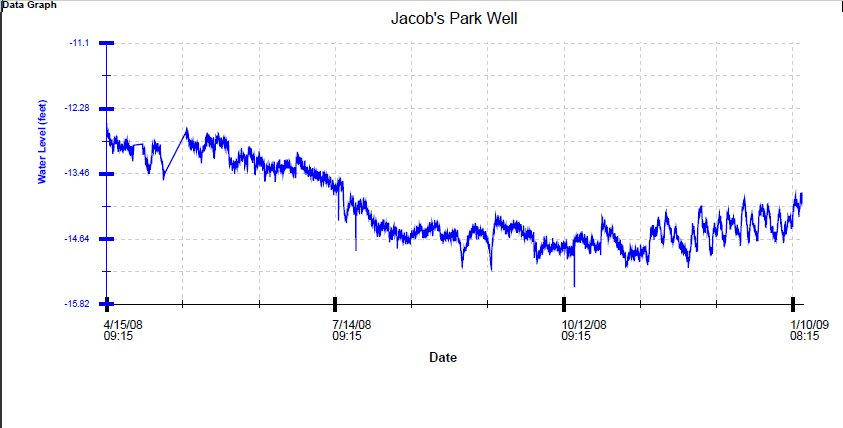 Data Graph
Jacob's Park Well
-11.1
-12.28
-13.46
-14.64
-15.82
Water Level (feet)
4/15/08 7/14/08 10/12/08 1/10/09
09:15 09:15 09:15 08:15
Date